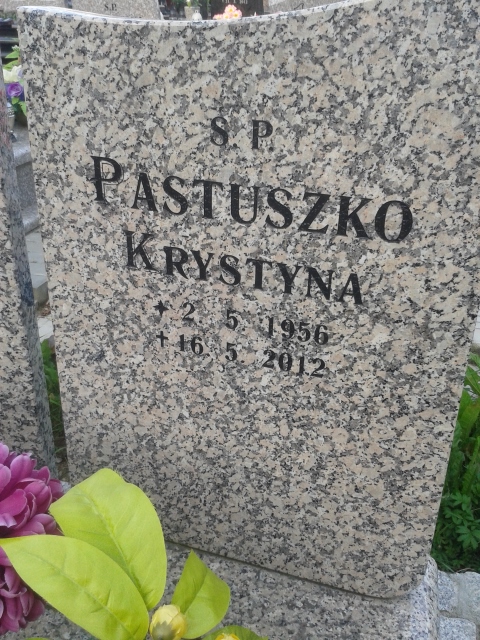 S P
PASTUSZKO
KRYSTYNA
✦ 2 5 1956
✝ 16 5 2012